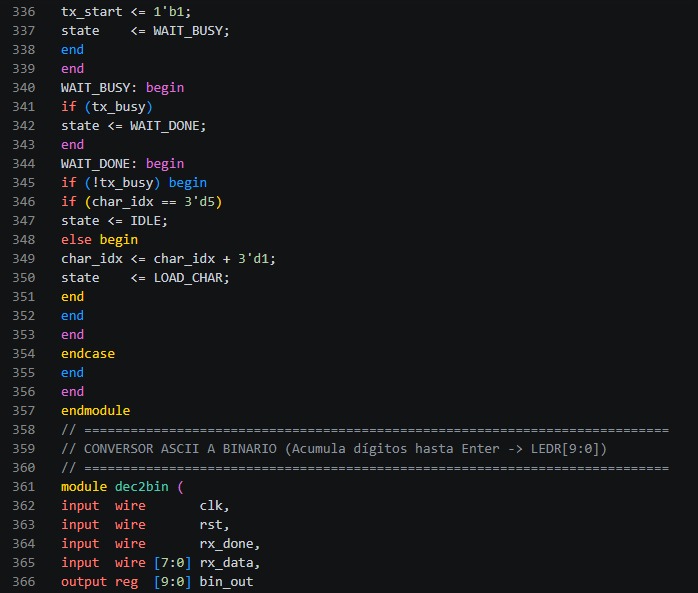 336 tx_start <= 1'b1;
337 state    <= WAIT_BUSY;
338 end
339 end
340 WAIT_BUSY: begin
341 if (tx_busy)
342 state <= WAIT_DONE;
343 end
344 WAIT_DONE: begin
345 if (!tx_busy) begin
346 if (char_idx == 3'd5)
347 state <= IDLE;
348 else begin
349 char_idx <= char_idx + 3'd1;
350 state    <= LOAD_CHAR;
351 end
352 end
353 end
354 endcase
355 end
356 end
357 endmodule
358 // ============================================================================
359 // CONVERSOR ASCII A BINARIO (Acumula dígitos hasta Enter -> LEDR[9:0])
360 // ============================================================================
361 module dec2bin (
362 input  wire       clk,
363 input  wire       rst,
364 input  wire       rx_done,
365 input  wire [7:0] rx_data,
366 output reg  [9:0] bin_out